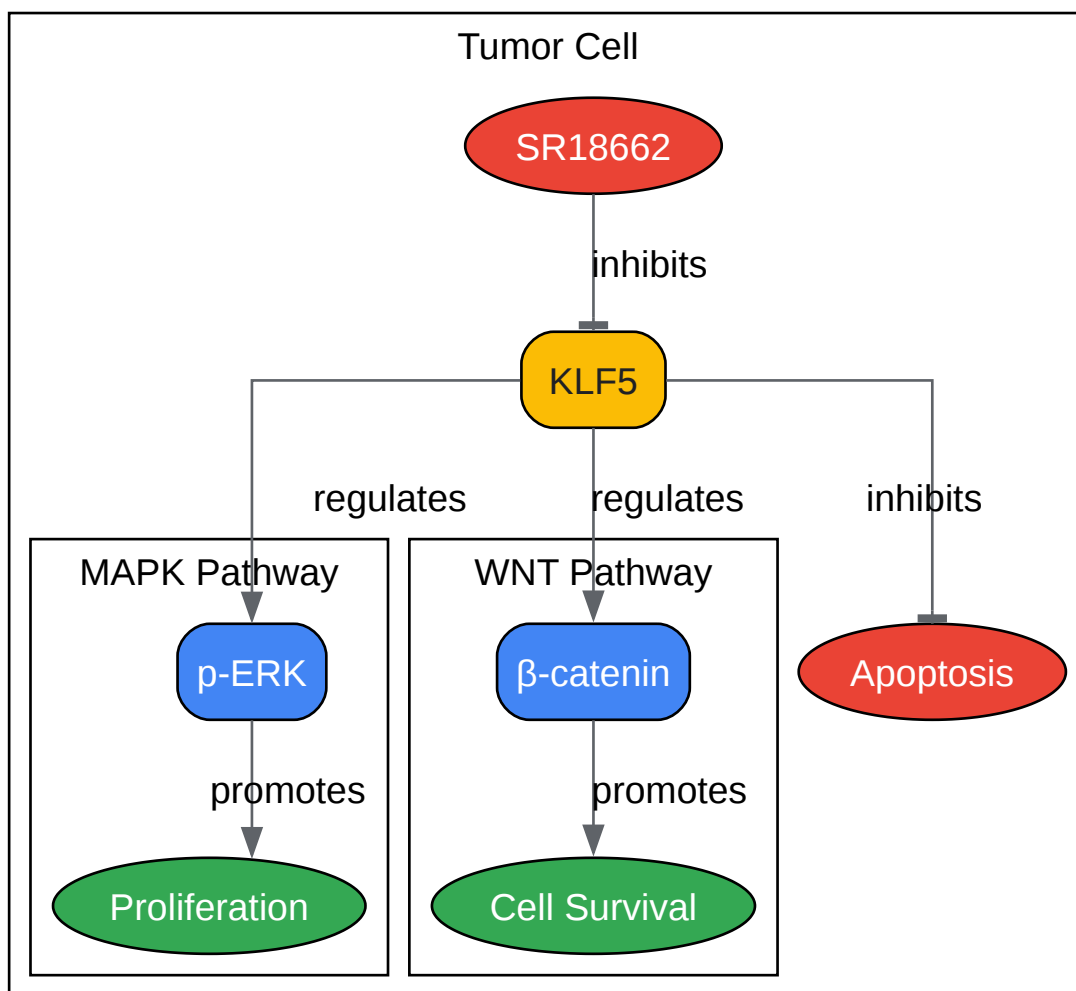 Tumor Cell
SR18662
inhibits
KLF5
regulates
regulates
inhibits
MAPK Pathway
WNT Pathway
p-ERK
β-catenin
Apoptosis
promotes
promotes
Proliferation
Cell Survival